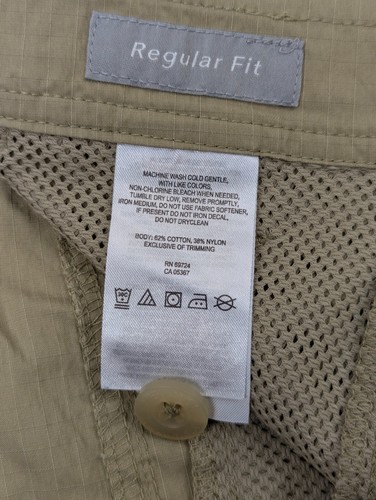 Regular Fit
MACHINE WASH COLD GENTLE,
WITH LIKE COLORS,
NON-CHLORINE BLEACH WHEN NEEDED,
TUMBLE DRY LOW, REMOVE PROMPTLY,
IRON MEDIUM, DO NOT USE FABRIC SOFTENER,
IF PRESENT DO NOT IRON DECAL,
DO NOT DRYCLEAN
BODY: 62% COTTON, 38% NYLON
EXCLUSIVE OF TRIMMING
RN 69724
CA 05367